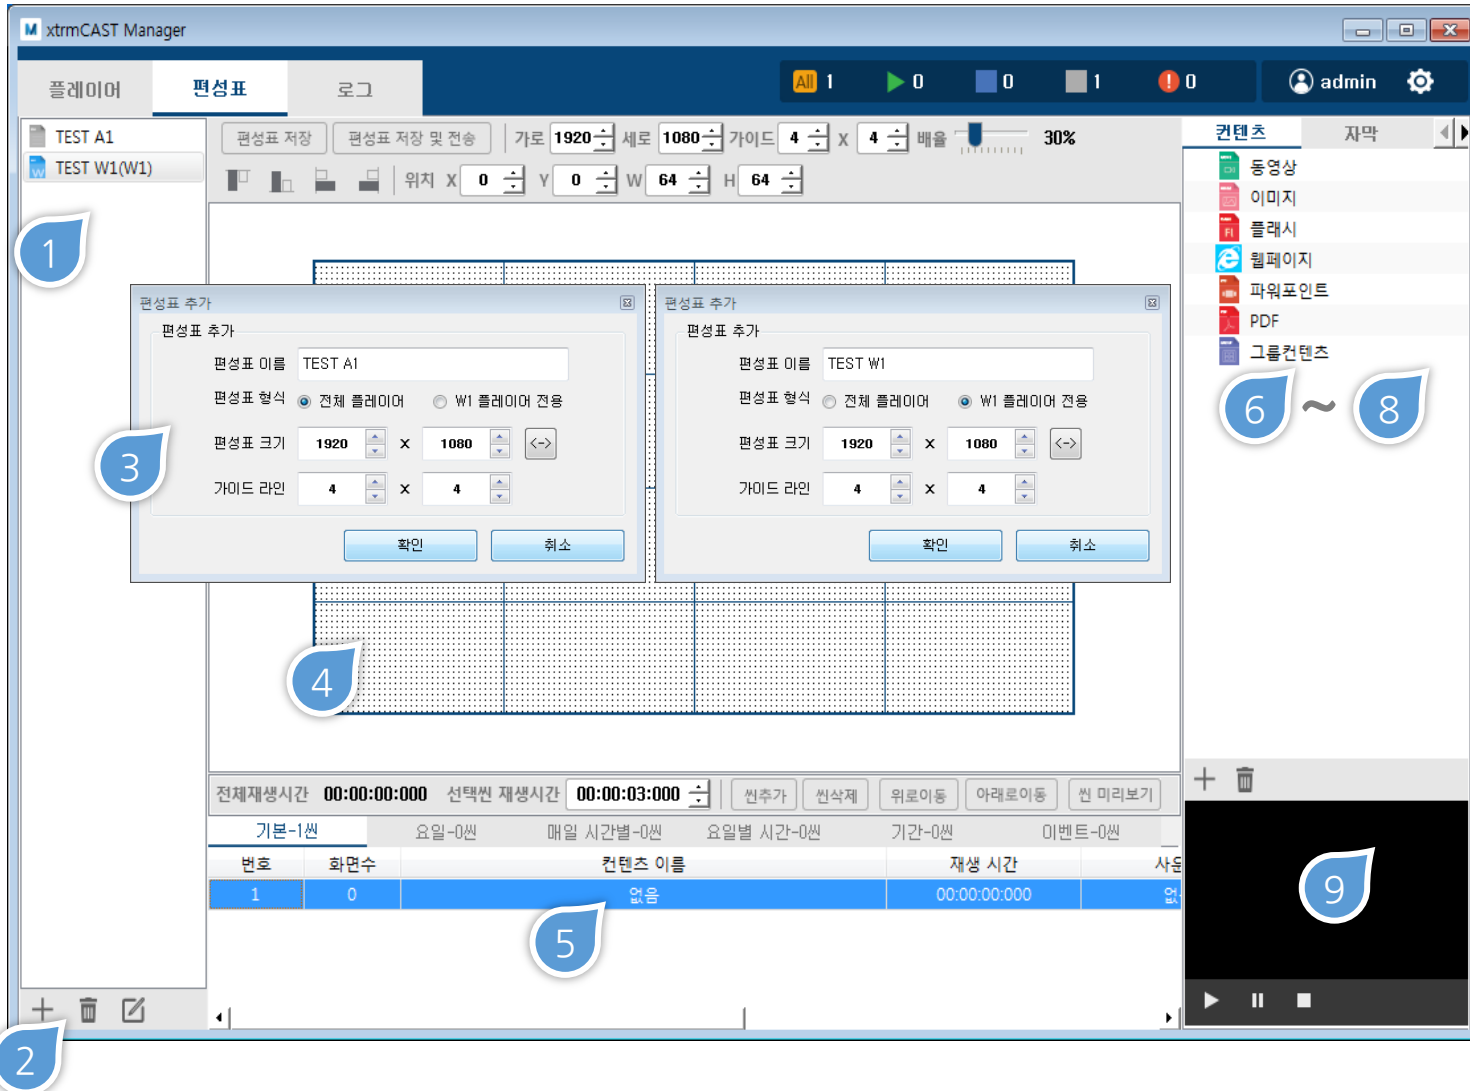 M xtrmCAST Manager
플레이어 편성표 로그 All 1 0 0 1 0 admin
TEST A1
TEST W1(W1)
편성표 저장 편성표 저장 및 전송 가로 1920 세로 1080 가이드 4 X 4 배율 30%
위치 X 0 Y 0 W 64 H 64
컨텐츠 자막
동영상
이미지
플래시
웹페이지
파워포인트
PDF
그룹컨텐츠
1
편성표 추가
편성표 추가
편성표 이름 TEST A1
편성표 형식 전체 플레이어 W1 플레이어 전용
편성표 크기 1920 X 1080 <->
가이드 라인 4 X 4
확인 취소
편성표 추가
편성표 추가
편성표 이름 TEST W1
편성표 형식 전체 플레이어 W1 플레이어 전용
편성표 크기 1920 X 1080 <->
가이드 라인 4 X 4
확인 취소
6 ~ 8
3
4
전체재생시간 00:00:00:000 선택씬 재생시간 00:00:03:000 씬추가 씬삭제 위로이동 아래로이동 씬 미리보기
기본-1씬 요일-0씬 매일 시간별-0씬 요일별 시간-0씬 기간-0씬 이벤트-0씬
번호 화면수 컨텐츠 이름 재생 시간
1 0 없음 00:00:00:000
5
9
2